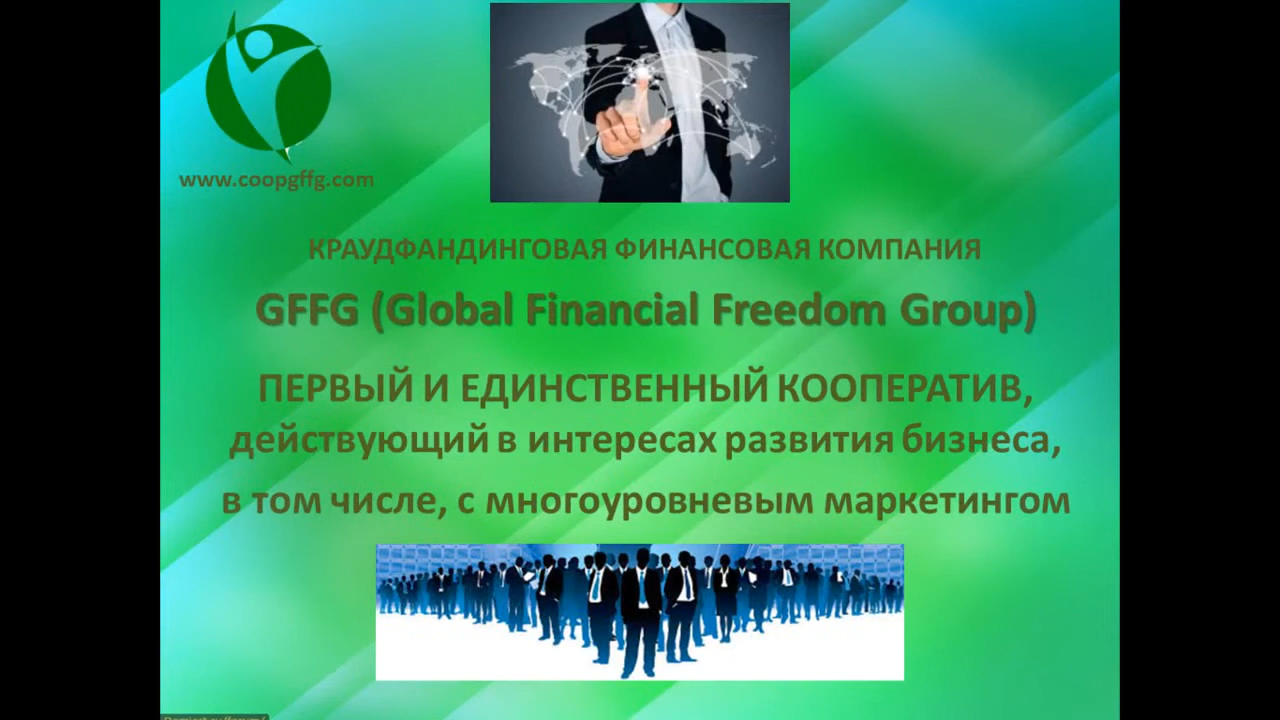 www.coopgffg.com
КРАУДФАНДИНГОВАЯ ФИНАНСОВАЯ КОМПАНИЯ
GFFG (Global Financial Freedom Group)
ПЕРВЫЙ И ЕДИНСТВЕННЫЙ КООПЕРАТИВ,
действующий в интересах развития бизнеса,
в том числе, с многоуровневым маркетингом